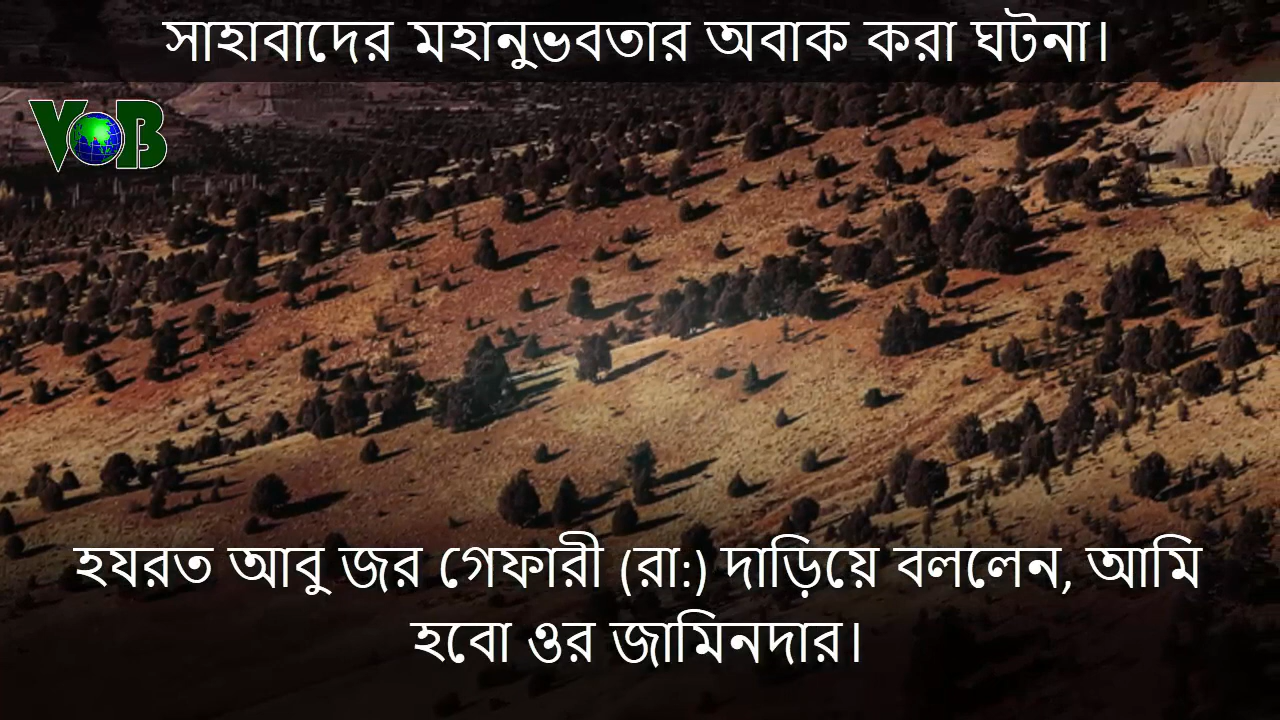 সাহাবাদের মহানুভবতার অবাক করা ঘটনা।
VOB
হযরত আবু জর গেফারী (রা:) দাড়িয়ে বললেন, আমি
হবো ওর জামিনদার।